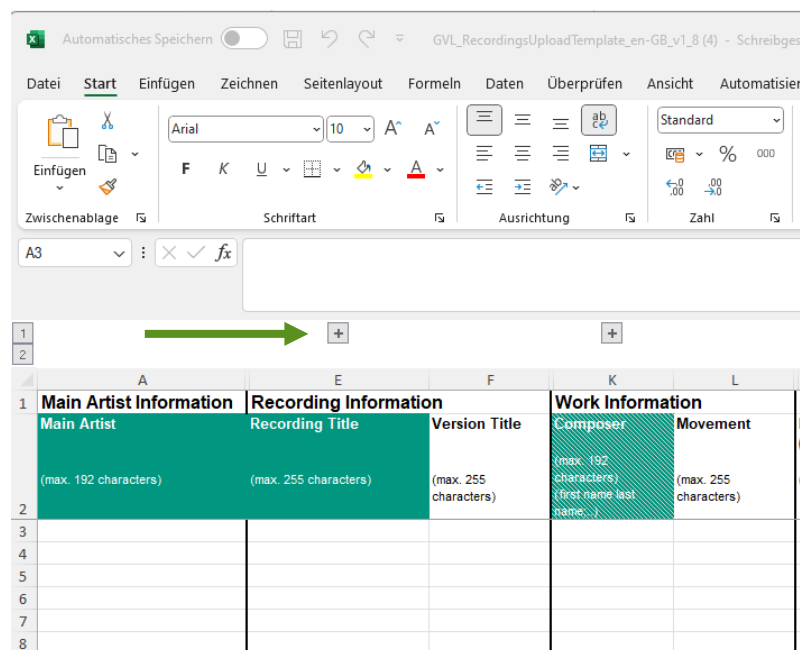 Automatisches Speichern
GVL_RecordingsUploadTemplate_en-GB_v1_8 (4) - Schreibges
Datei Start Einfügen Zeichnen Seitenlayout Formeln Daten Überprüfen Ansicht Automatisier
Arial 10 A A ab Standard
Einfügen F K U A % 000
Zwischenablage Schriftart Ausrichtung Zahl
A3 fx
1
2
A E F K L
1 Main Artist Information Recording Information Work Information
Main Artist Recording Title Version Title Composer Movement
(max. 192 characters) (max. 255 characters) (max. 255 characters) (max. 192 characters) (first name last name;..) (max. 255 characters)
2
3
4
5
6
7
8